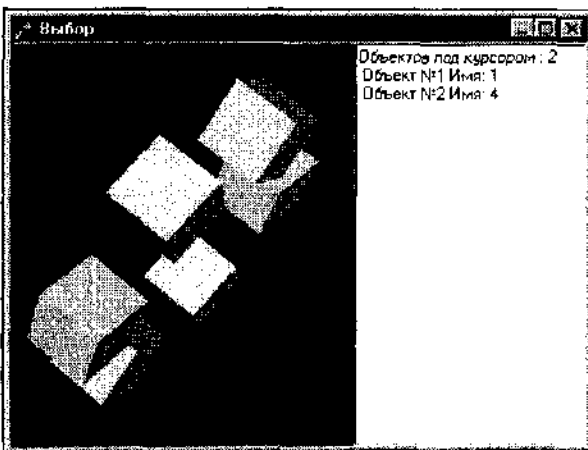 Выбор
Объектов под курсором : 2
Объект №1 Имя: 1
Объект №2 Имя: 4